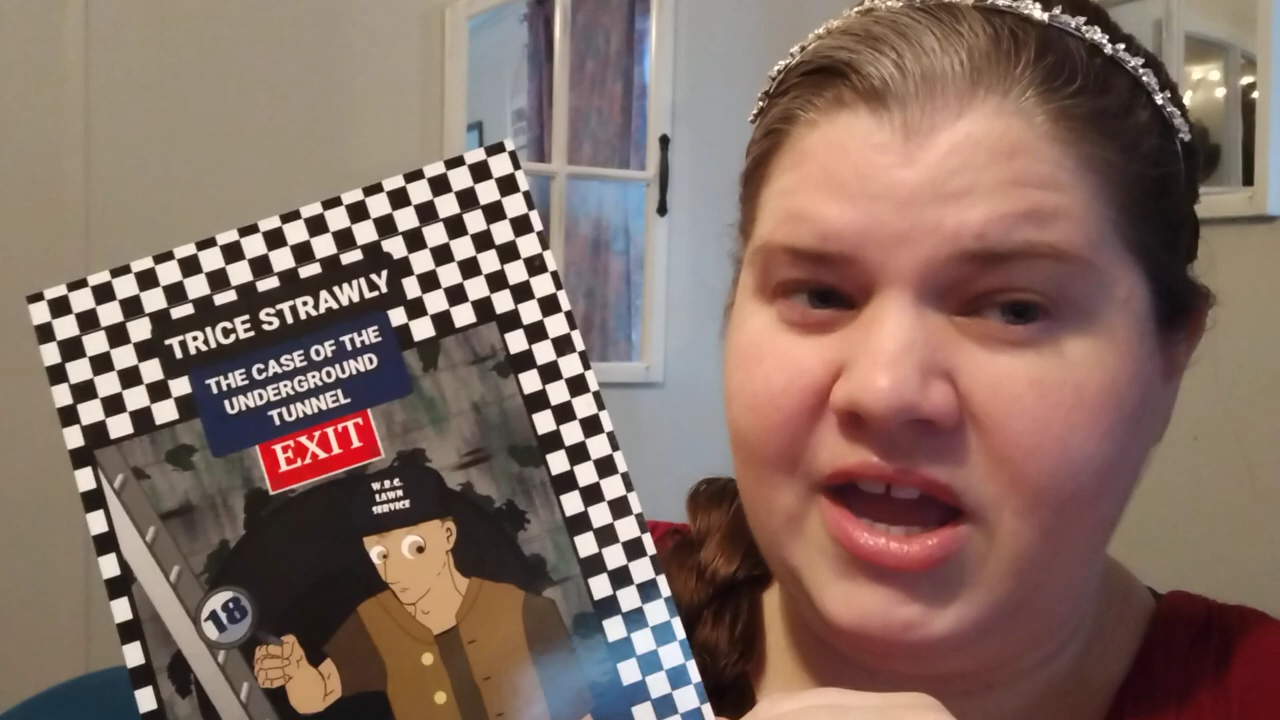 TRICE STRAWLY
THE CASE OF THE
UNDERGROUND
TUNNEL
EXIT
W.B.G.
LAWN
SERVICE
18